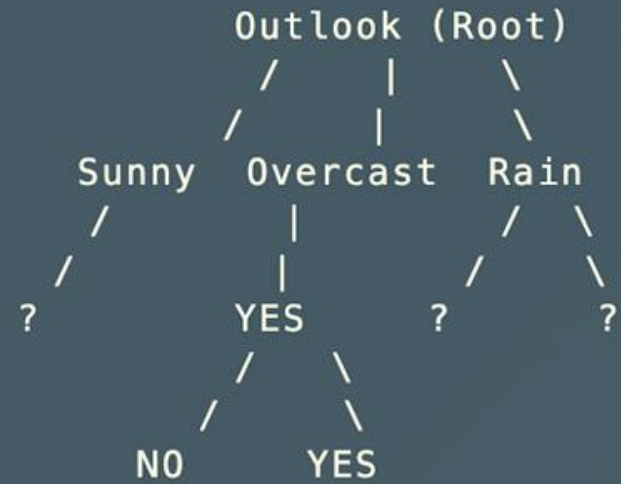 Outlook (Root)
/ | \
/ | \
Sunny Overcast Rain
/ | / \
/ | / \
? YES ? ?
/ \
/ \
NO YES